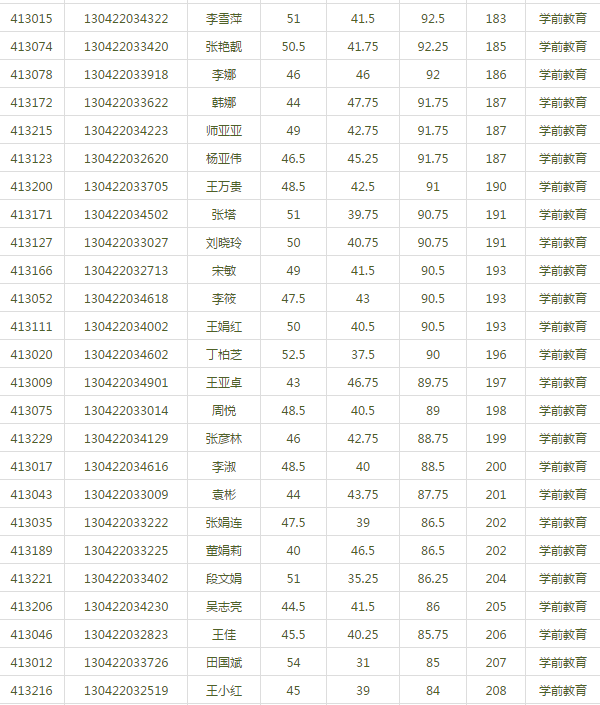 413015 130422034322 李雪萍 51 41.5 92.5 183 学前教育
413074 130422033420 张艳靓 50.5 41.75 92.25 185 学前教育
413078 130422033918 李娜 46 46 92 186 学前教育
413172 130422033622 韩娜 44 47.75 91.75 187 学前教育
413215 130422034223 师亚亚 49 42.75 91.75 187 学前教育
413123 130422032620 杨亚伟 46.5 45.25 91.75 187 学前教育
413200 130422033705 王万贵 48.5 42.5 91 190 学前教育
413171 130422034502 张塔 51 39.75 90.75 191 学前教育
413127 130422033027 刘晓玲 50 40.75 90.75 191 学前教育
413166 130422032713 宋敏 49 41.5 90.5 193 学前教育
413052 130422034618 李筱 47.5 43 90.5 193 学前教育
413111 130422034002 王娟红 50 40.5 90.5 193 学前教育
413020 130422034602 丁柏芝 52.5 37.5 90 196 学前教育
413009 130422034901 王亚卓 43 46.75 89.75 197 学前教育
413075 130422033014 周悦 48.5 40.5 89 198 学前教育
413229 130422034129 张彦林 46 42.75 88.75 199 学前教育
413017 130422034616 李淑 48.5 40 88.5 200 学前教育
413043 130422033009 袁彬 44 43.75 87.75 201 学前教育
413035 130422033222 张娟连 47.5 39 86.5 202 学前教育
413189 130422033225 董娟莉 40 46.5 86.5 202 学前教育
413221 130422033402 段文娟 51 35.25 86.25 204 学前教育
413206 130422034230 吴志亮 44.5 41.5 86 205 学前教育
413046 130422032823 王佳 45.5 40.25 85.75 206 学前教育
413012 130422033726 田国斌 54 31 85 207 学前教育
413216 130422032519 王小红 45 39 84 208 学前教育